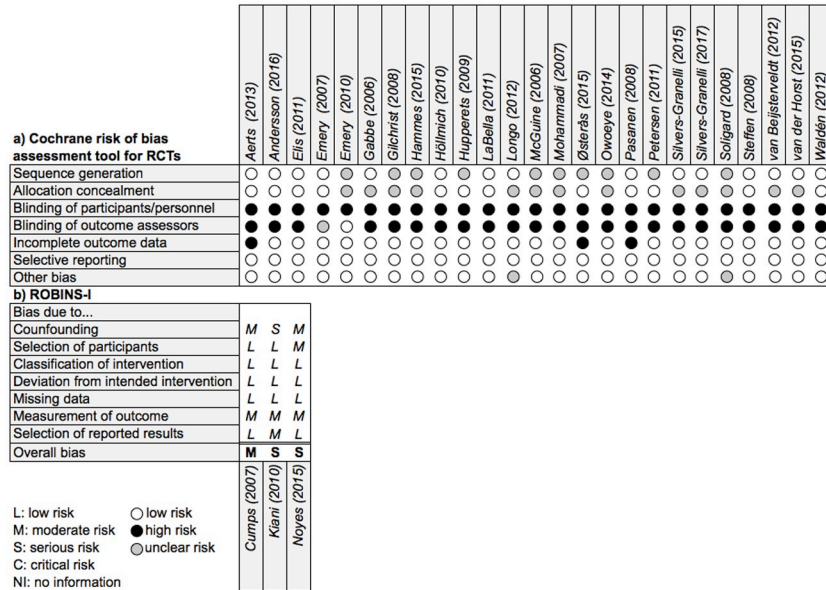 Aerts (2013)
Andersson (2016)
Ells (2011)
Emery (2007)
Emery (2010)
Gabbe (2006)
Gilchrist (2008)
Hammes (2015)
Höllmich (2010)
Hupperets (2009)
LaBella (2011)
Longo (2012)
McGuine (2006)
Mohammadi (2007)
Østerås (2015)
Owoeye (2014)
Pasanen (2008)
Petersen (2011)
Silvers-Granelli (2015)
Silvers-Granelli (2017)
Soligard (2008)
Steffen (2008)
van Beijsterveldt (2012)
van der Horst (2015)
Waldén (2012)
a) Cochrane risk of bias
assessment tool for RCTs
Sequence generation
Allocation concealment
Blinding of participants/personnel
Blinding of outcome assessors
Incomplete outcome data
Selective reporting
Other bias
b) ROBINS-I
Bias due to...
Counfounding M S M
Selection of participants L L M
Classification of intervention L L L
Deviation from intended intervention L L L
Missing data L L L
Measurement of outcome M M M
Selection of reported results L M L
Overall bias M S S
Cumps (2007)
Kiani (2010)
Noyes (2015)
L: low risk low risk
M: moderate risk high risk
S: serious risk unclear risk
C: critical risk
NI: no information